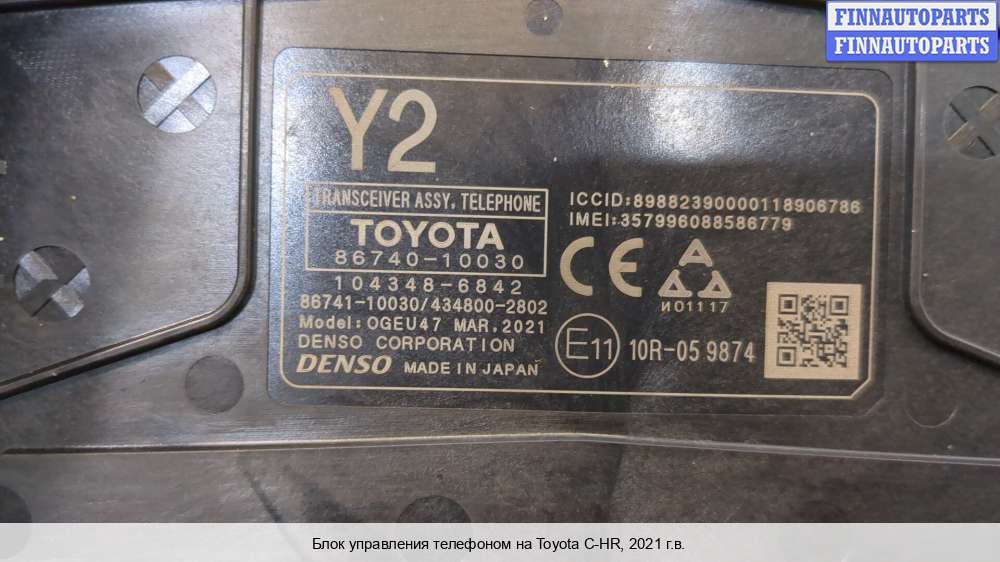 FINNAUTOPARTS
FINNAUTOPARTS
Y2
TRANSCEIVER ASSY, TELEPHONE
TOYOTA
86740-10030
104348-6842
86741-10030/434800-2802
Model:OGEU47 MAR.2021
DENSO CORPORATION
DENSO MADE IN JAPAN
ICCID:89882390000118906786
IMEI:357996088586779
CE
A
A A
И01117
E11 10R-05 9874
Блок управления телефоном на Toyota C-HR, 2021 г.в.